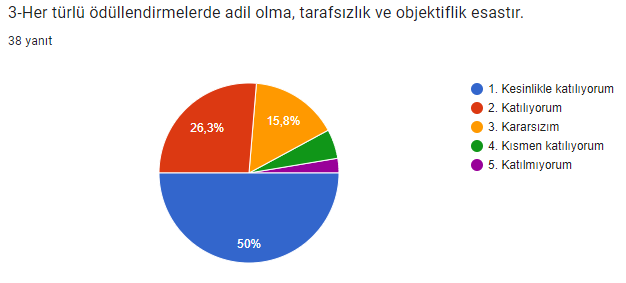 3-Her türlü ödüllendirmelerde adil olma, tarafsızlık ve objektiflik esastır.
38 yanıt
1. Kesinlikle katılıyorum
2. Katılıyorum
3. Kararsızım
4. Kısmen katılıyorum
5. Katılmıyorum
26,3%
15,8%
50%